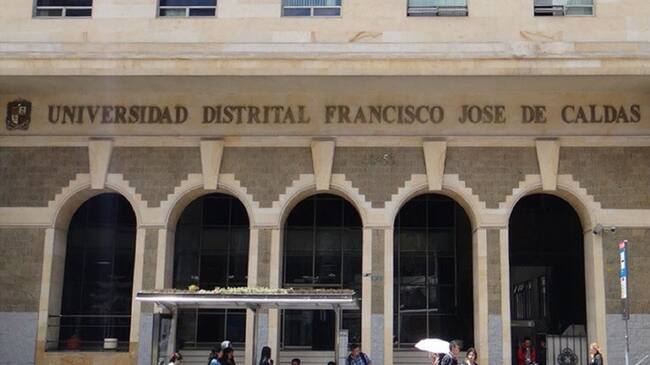 UNIVERSIDAD DISTRITAL FRANCISCO JOSE DE CALDAS